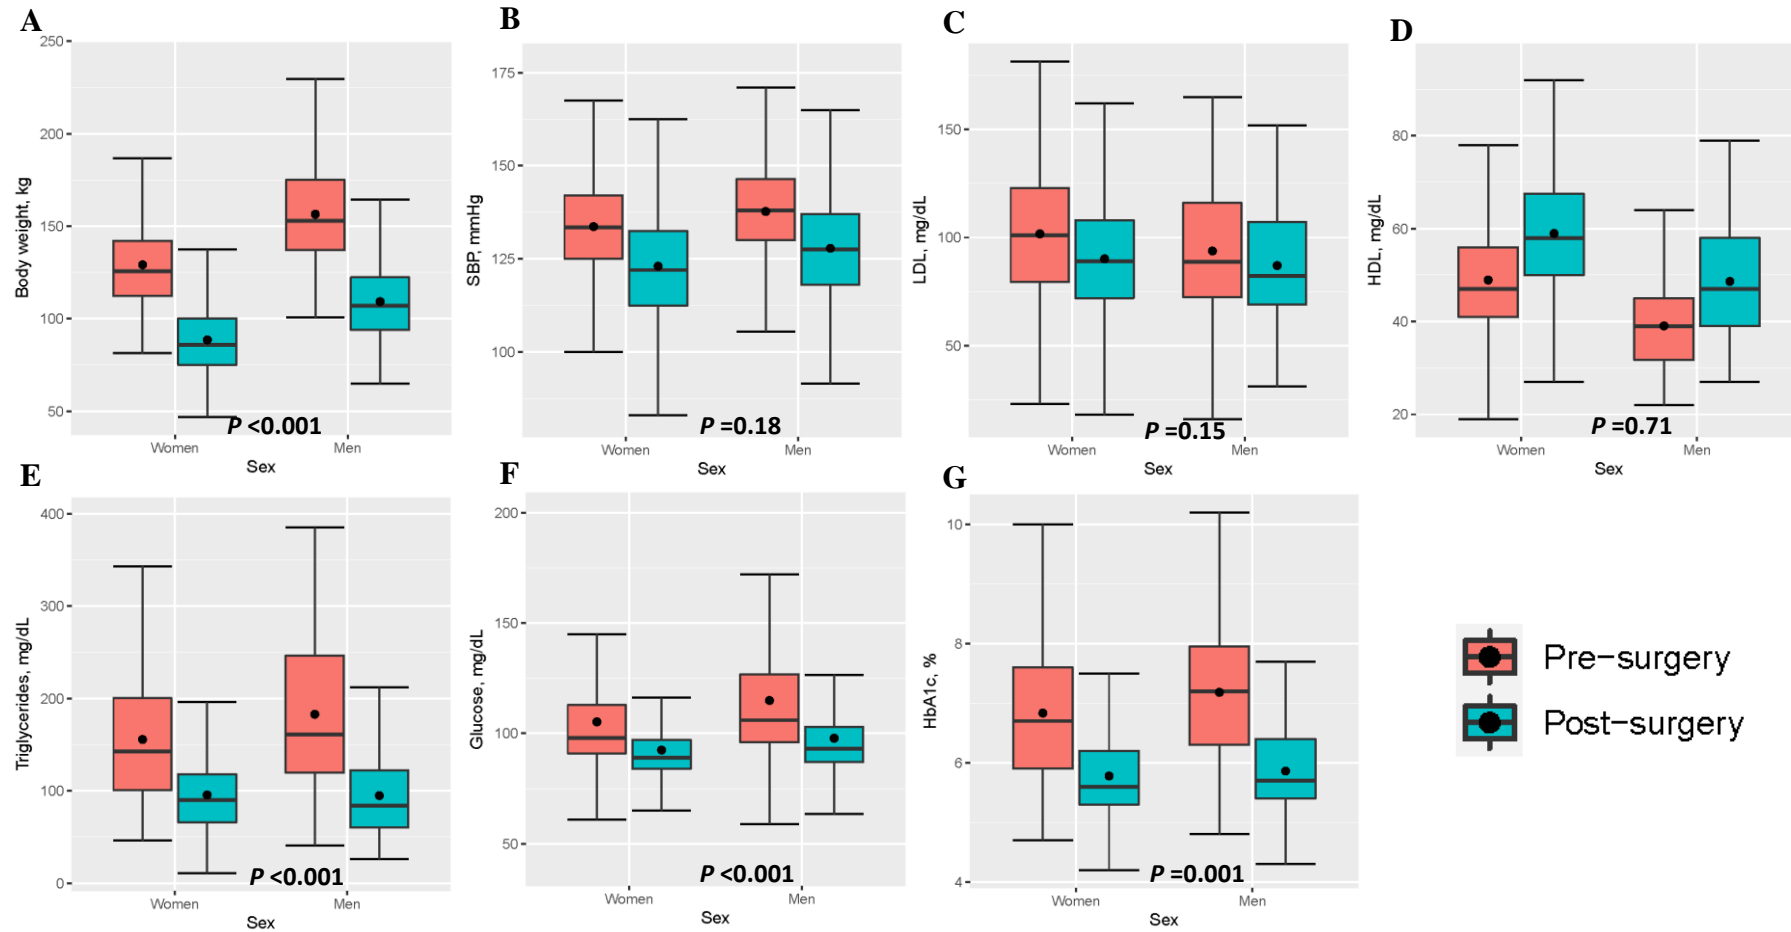 A
B
C
D
250
200
150
100
50
Body weight, kg
P <0.001
Women
Men
Sex
175
150
125
100
SBP, mmHg
P =0.18
Women
Men
Sex
150
100
50
LDL, mg/dL
P =0.15
Women
Men
Sex
80
60
40
20
HDL, mg/dL
P =0.71
Women
Men
Sex
E
F
G
400
300
200
100
0
Triglycerides, mg/dL
P <0.001
Women
Men
Sex
200
150
100
50
Glucose, mg/dL
P <0.001
Women
Men
Sex
10
8
6
4
HbA1c, %
P =0.001
Women
Men
Sex
Pre-surgery
Post-surgery